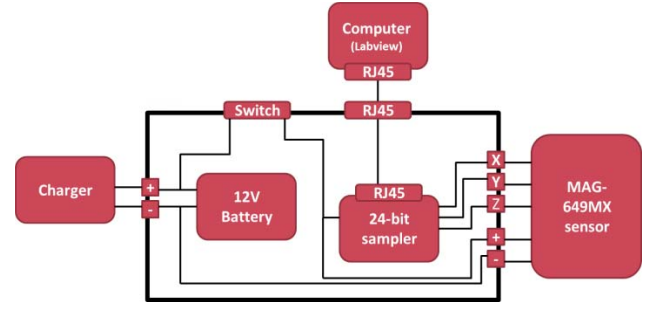 Computer
(Labview)
RJ45
Switch
RJ45
Charger
+
-
12V
Battery
RJ45
24-bit
sampler
X
Y
Z
+
-
MAG-
649MX
sensor